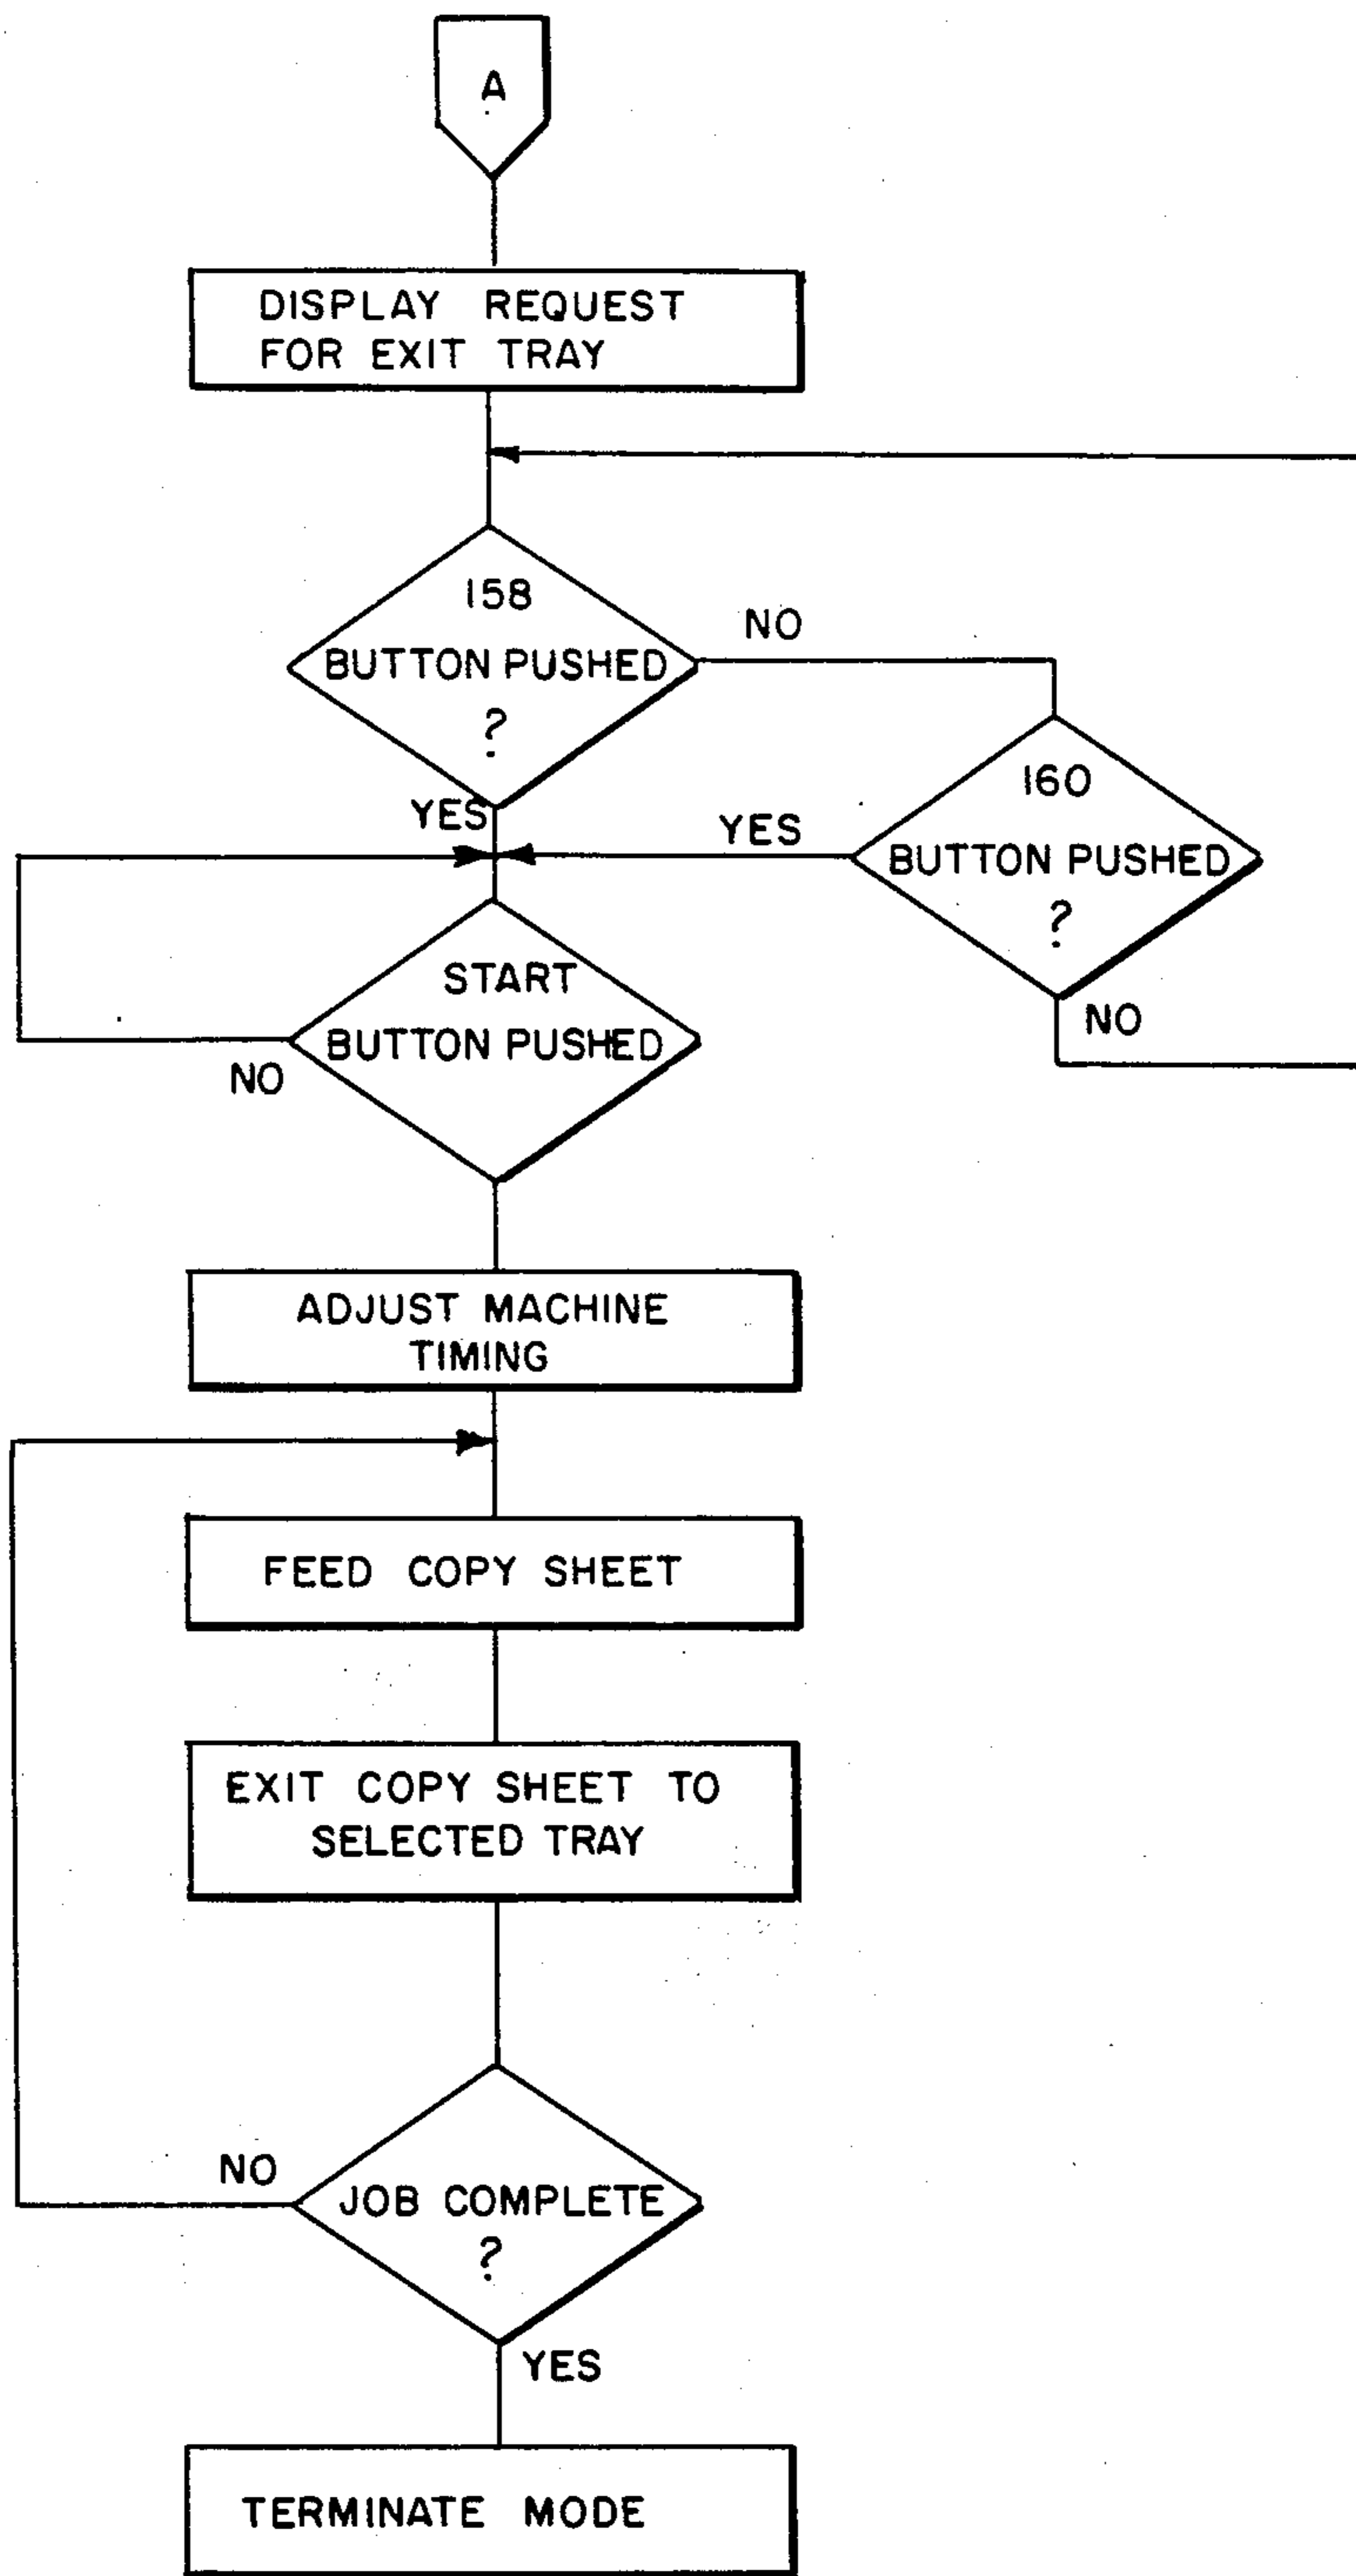 A
DISPLAY REQUEST
FOR EXIT TRAY
158
BUTTON PUSHED
?
NO
YES
160
BUTTON PUSHED
?
YES
NO
START
BUTTON PUSHED
NO
ADJUST MACHINE
TIMING
FEED COPY SHEET
EXIT COPY SHEET TO
SELECTED TRAY
JOB COMPLETE
?
NO
YES
TERMINATE MODE